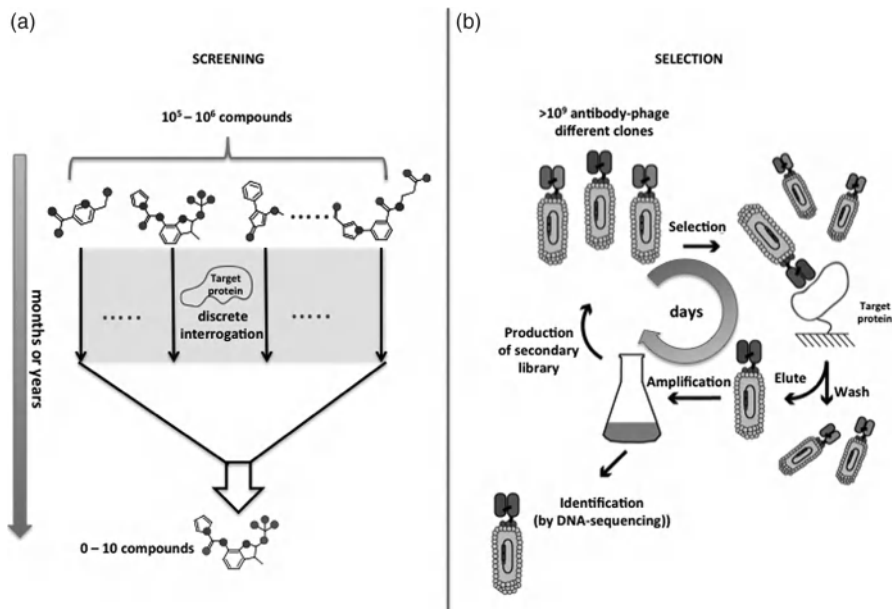 (a)
SCREENING
10⁵ – 10⁶ compounds
Target
protein
discrete
interrogation
months or years
0 – 10 compounds
(b)
SELECTION
>10⁹ antibody-phage
different clones
Selection
days
Target
protein
Production
of secondary
library
Amplification
Elute
Wash
Identification
(by DNA-sequencing))